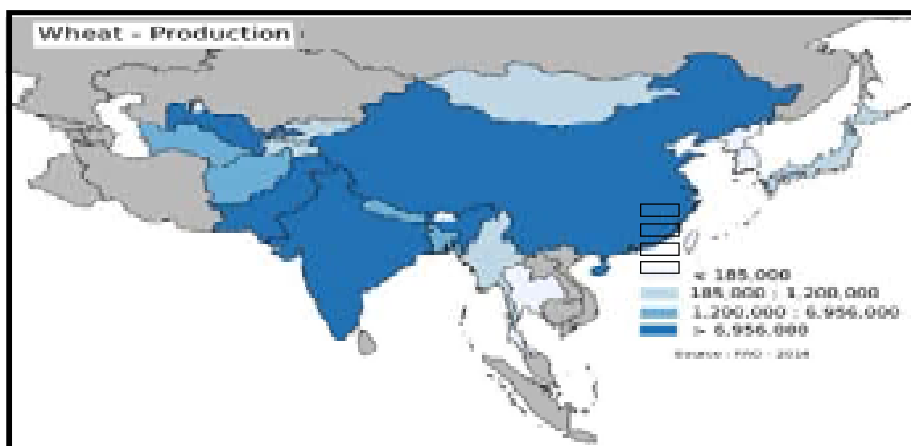 Wheat - Production
< 185,000
185,000 : 1,200,000
1,200,000 : 6,956,000
> 6,956,000
Source : FAO - 2014